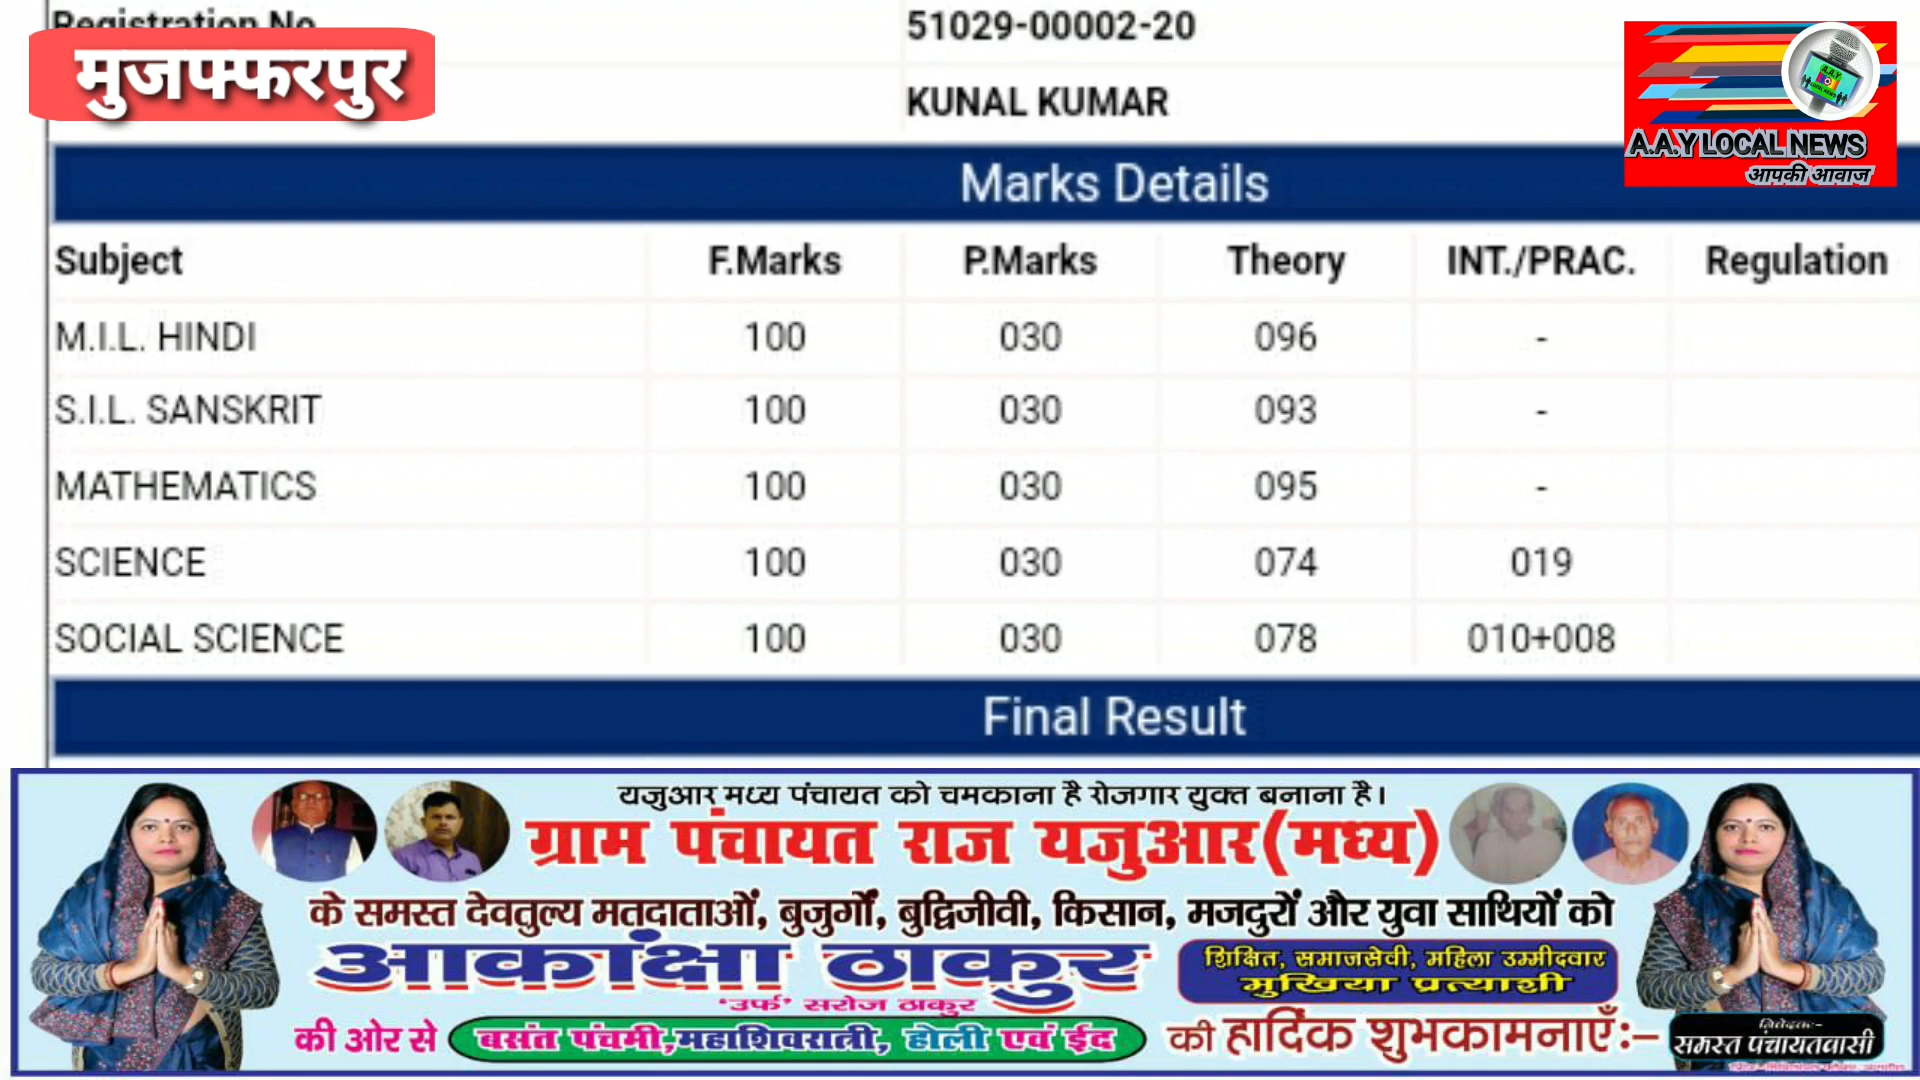 Registration No
51029-00002-20
मुजफ्फरपुर
KUNAL KUMAR
A.A.Y LOCAL NEWS
आपकी आवाज
Marks Details
Subject F.Marks P.Marks Theory INT./PRAC. Regulation
M.I.L. HINDI 100 030 096 -
S.I.L. SANSKRIT 100 030 093 -
MATHEMATICS 100 030 095 -
SCIENCE 100 030 074 019
SOCIAL SCIENCE 100 030 078 010+008
Final Result
यजुआर मध्य पंचायत को चमकाना है रोजगार युक्त बनाना है।
ग्राम पंचायत राज यजुआर(मध्य)
के समस्त देवतुल्य मतदाताओं, बुजुर्गों, बुद्विजीवी, किसान, मजदुरों और युवा साथियों को
आकांक्षा ठाकुर
'उर्फ' सरोज ठाकुर
शिक्षित, समाजसेवी, महिला उम्मीदवार
मुखिया प्रत्याशी
की ओर से बसंत पंचमी,महाशिवरात्री, होली एवं ईद की हार्दिक शुभकामनाएँ:–
निवेदक:-
समस्त पंचायतवासी